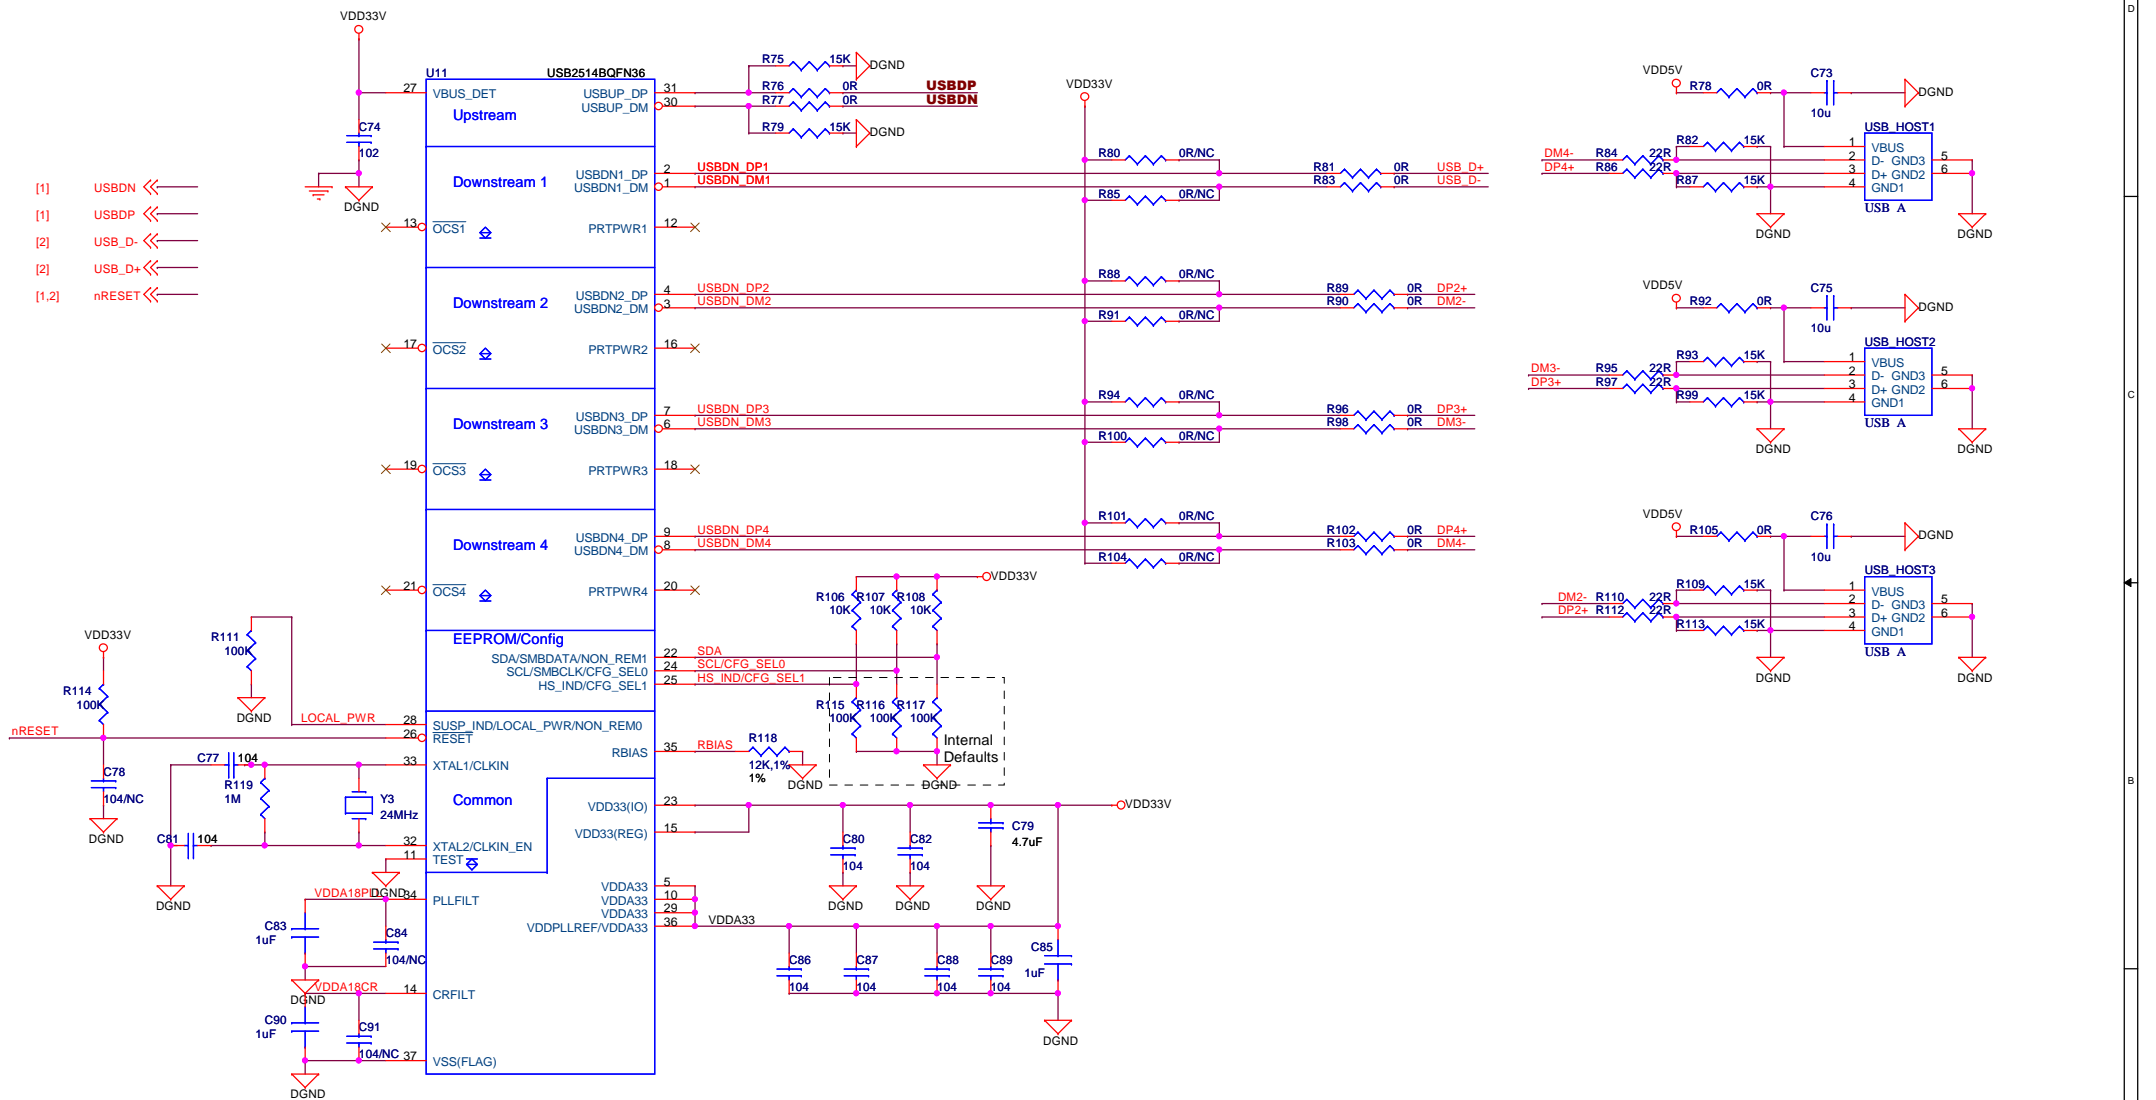 D
C
B
[1] USBDN
[1] USBDP
[2] USB_D-
[2] USB_D+
[1,2] nRESET
VDD33V
C74
102
DGND
U11
USB2514BQFN36
27 VBUS_DET
Upstream
USBUP_DP 31
USBUP_DM 30
R75 15K DGND
R76 0R USBDP
R77 0R USBDN
R79 15K DGND
Downstream 1
USBDN1_DP 2 USBDN_DP1
USBDN1_DM 1 USBDN_DM1
13 OCS1
PRTPWR1 12
Downstream 2
USBDN2_DP 4 USBDN_DP2
USBDN2_DM 3 USBDN_DM2
17 OCS2
PRTPWR2 16
Downstream 3
USBDN3_DP 7 USBDN_DP3
USBDN3_DM 6 USBDN_DM3
19 OCS3
PRTPWR3 18
Downstream 4
USBDN4_DP 9 USBDN_DP4
USBDN4_DM 8 USBDN_DM4
21 OCS4
PRTPWR4 20
EEPROM/Config
SDA/SMBDATA/NON_REM1 22 SDA
SCL/SMBCLK/CFG_SEL0 24 SCL/CFG_SEL0
HS_IND/CFG_SEL1 25 HS_IND/CFG_SEL1
LOCAL_PWR 28 SUSP_IND/LOCAL_PWR/NON_REM0
nRESET 26 RESET
RBIAS 35 RBIAS
R118
12K,1%
1%
DGND
33 XTAL1/CLKIN
Common
32 XTAL2/CLKIN_EN
11 TEST
DGND
VDD33(IO) 23
VDD33(REG) 15
VDDA18PLL 34 PLLFILT
VDDA33 5
VDDA33 10
VDDA33 29
VDDPLLREF/VDDA33 36 VDDA33
VDDA18CR 14 CRFILT
37 VSS(FLAG)
VDD33V
R80 0R/NC
R81 0R USB_D+
R83 0R USB_D-
R85 0R/NC
R88 0R/NC
R89 0R DP2+
R90 0R DM2-
R91 0R/NC
R94 0R/NC
R96 0R DP3+
R98 0R DM3-
R100 0R/NC
R101 0R/NC
R102 0R DP4+
R103 0R DM4-
R104 0R/NC
VDD33V
R106 R107 R108
10K 10K 10K
R115 R116 R117
100K 100K 100K
Internal
Defaults
DGND
R111
100K
DGND
VDD33V
R114
100K
C78
104/NC
DGND
C77 104
R119
1M
Y3
24MHz
C81 104
DGND
C83
1uF
C84
104/NC
DGND
C90
1uF
C91
104/NC
DGND
VDD33V
C80
104
DGND
C82
104
DGND
C79
4.7uF
DGND
C86
104
C87
104
C88
104
C89
104
C85
1uF
DGND
VDD5V
R78 0R
C73
10u
DGND
USB_HOST1
DM4- R84 22R
DP4+ R86 22R
R82 15K
R87 15K
1 VBUS
2 D- GND3 5
3 D+ GND2 6
4 GND1
USB A
DGND
DGND
VDD5V
R92 0R
C75
10u
DGND
USB_HOST2
DM3- R95 22R
DP3+ R97 22R
R93 15K
R99 15K
1 VBUS
2 D- GND3 5
3 D+ GND2 6
4 GND1
USB A
DGND
DGND
VDD5V
R105 0R
C76
10u
DGND
USB_HOST3
DM2- R110 22R
DP2+ R112 22R
R109 15K
R113 15K
1 VBUS
2 D- GND3 5
3 D+ GND2 6
4 GND1
USB A
DGND
DGND